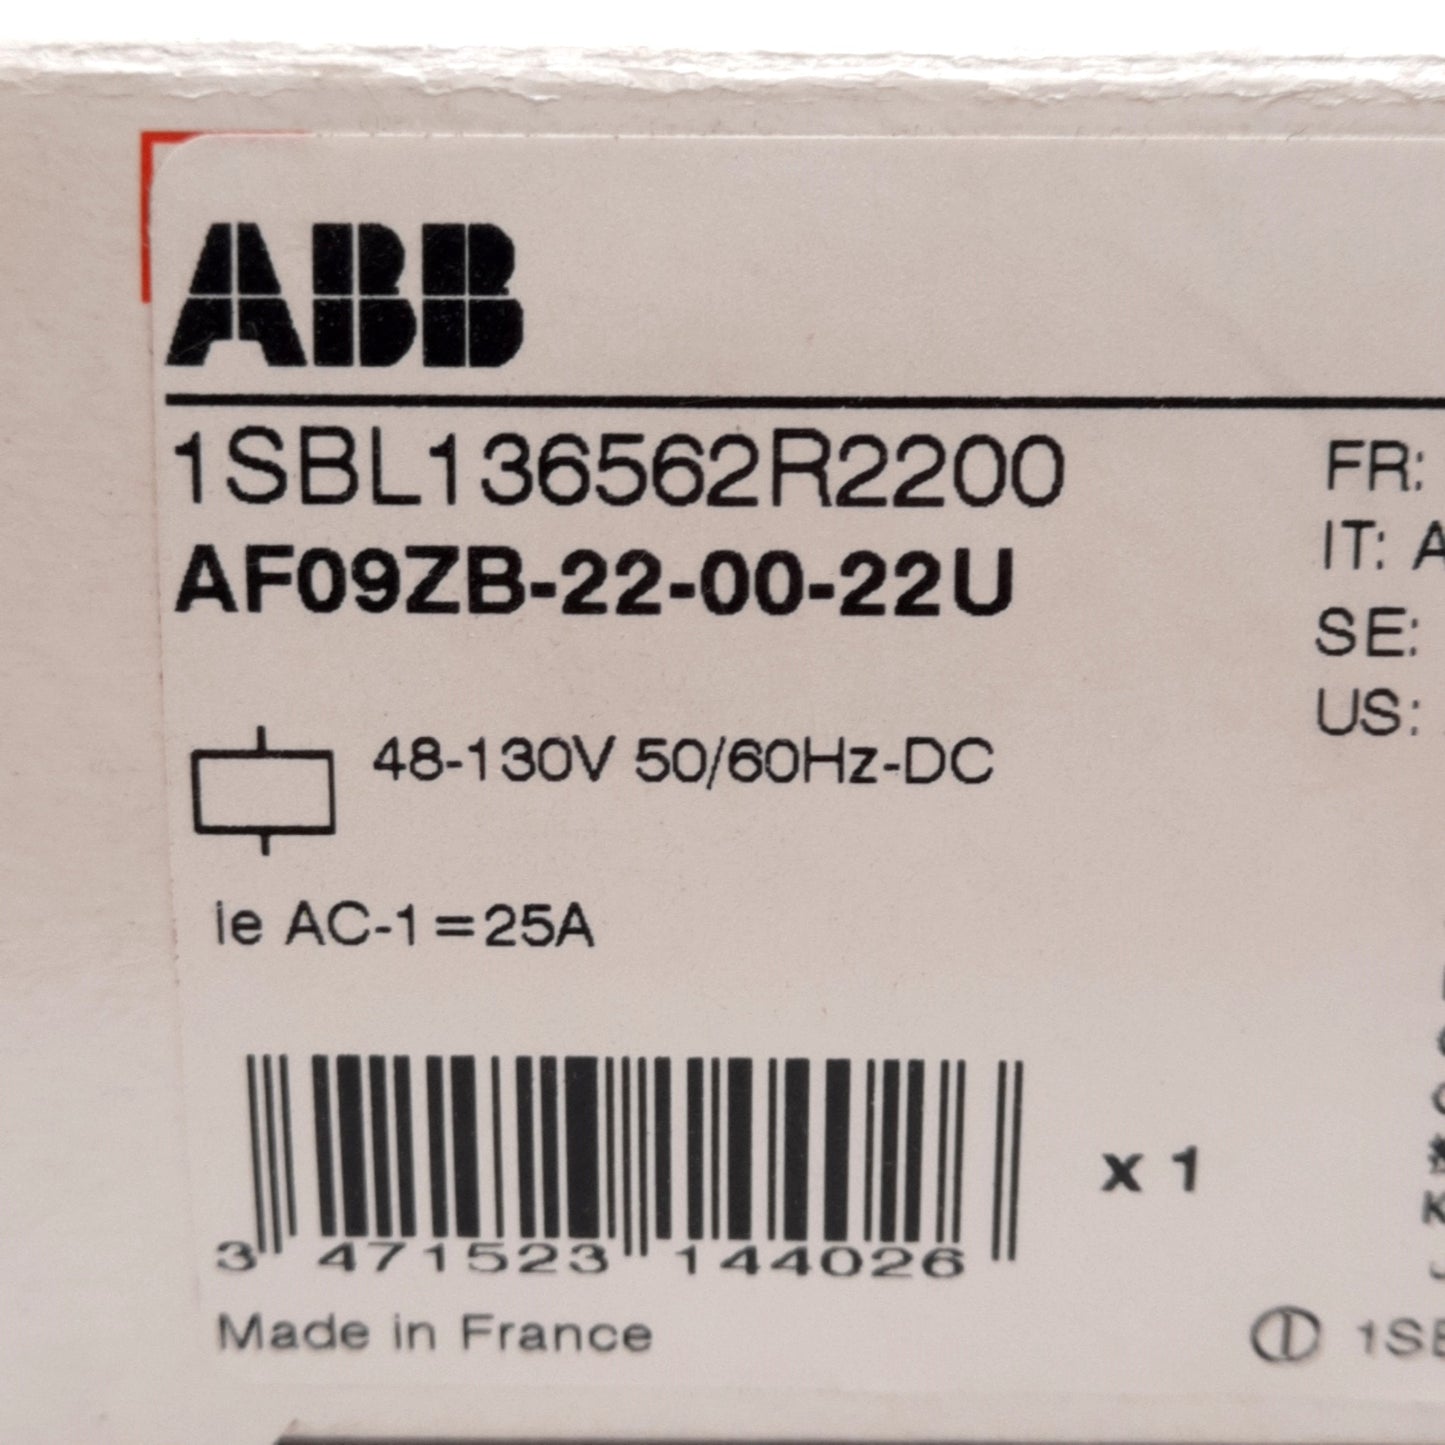 ABB
1SBL136562R2200
AF09ZB-22-00-22U
48-130V 50/60Hz-DC
ie AC-1=25A
3 471523 144026
x 1
Made in France
FR:
IT: A
SE:
US:
1SB